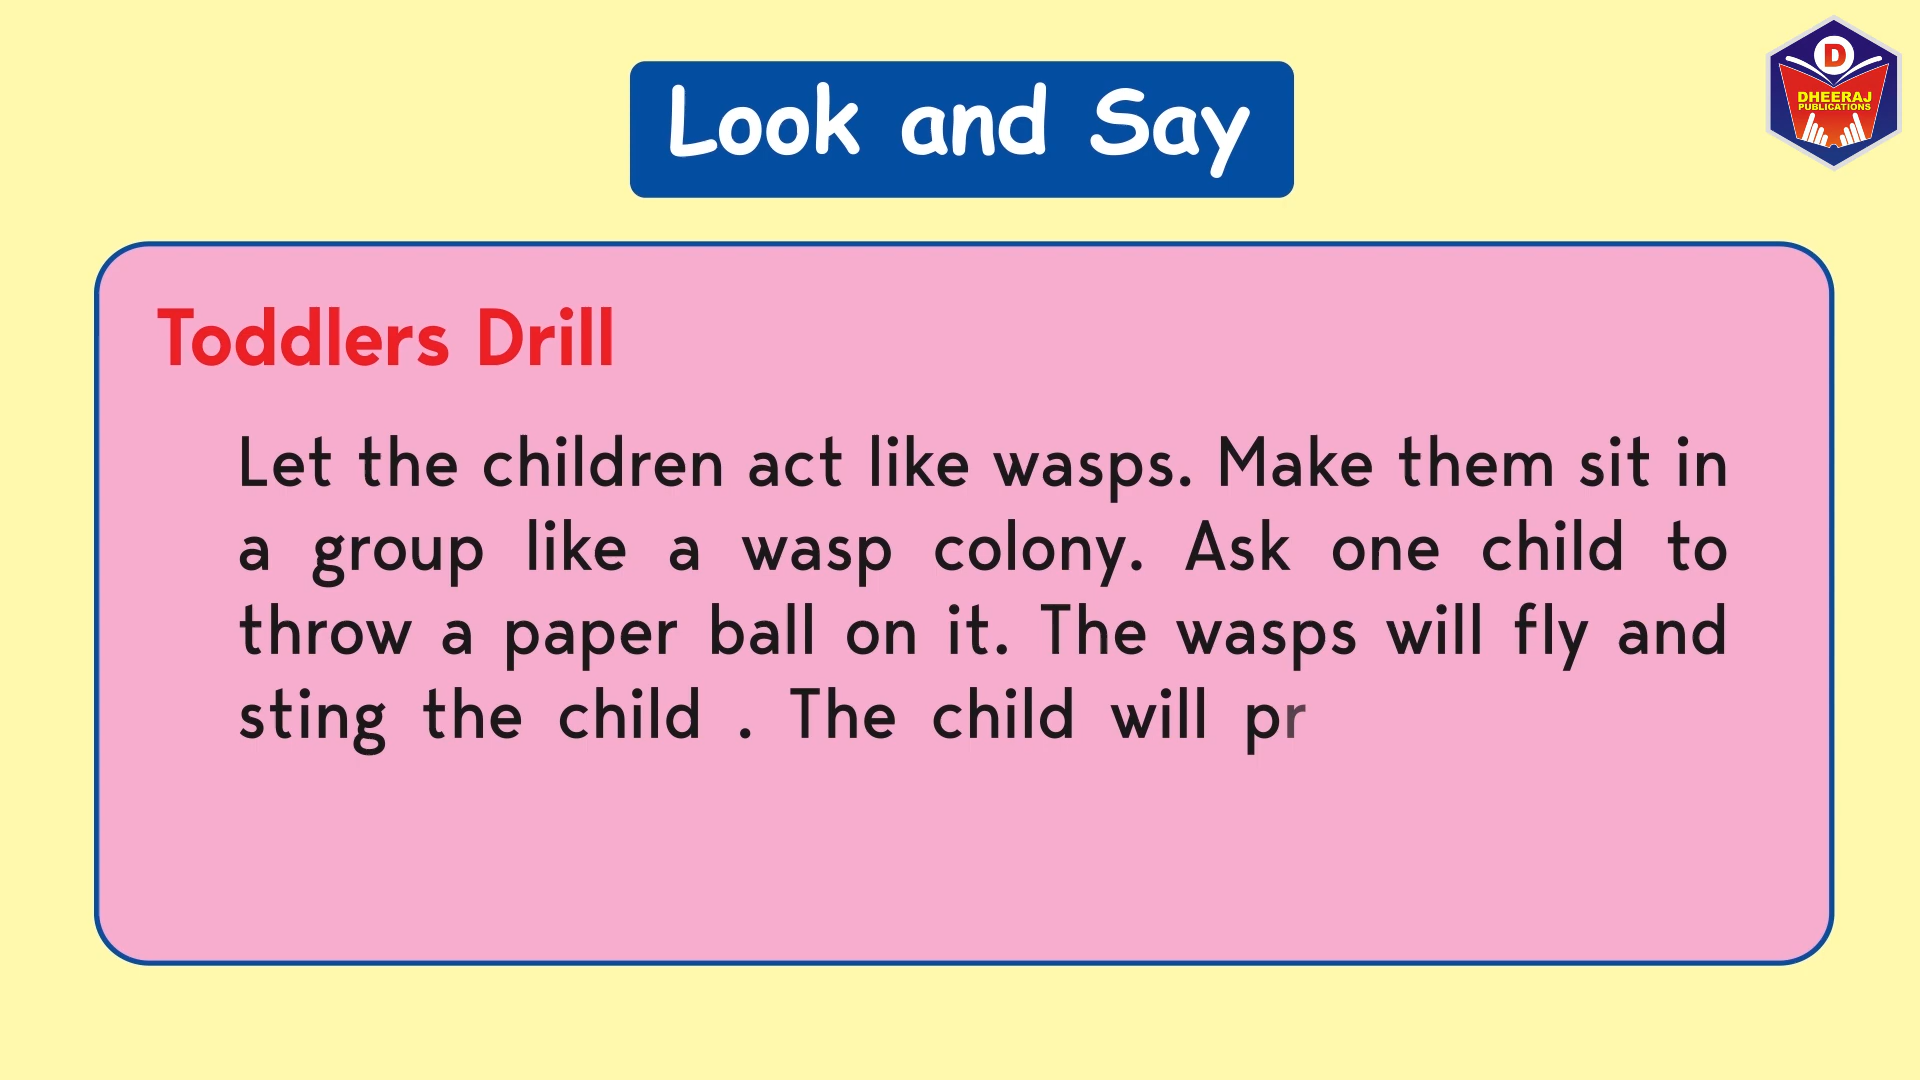 Look and Say
D
DHEERAJ
PUBLICATIONS
Toddlers Drill
Let the children act like wasps. Make them sit in
a group like a wasp colony. Ask one child to
throw a paper ball on it. The wasps will fly and
sting the child . The child will pr